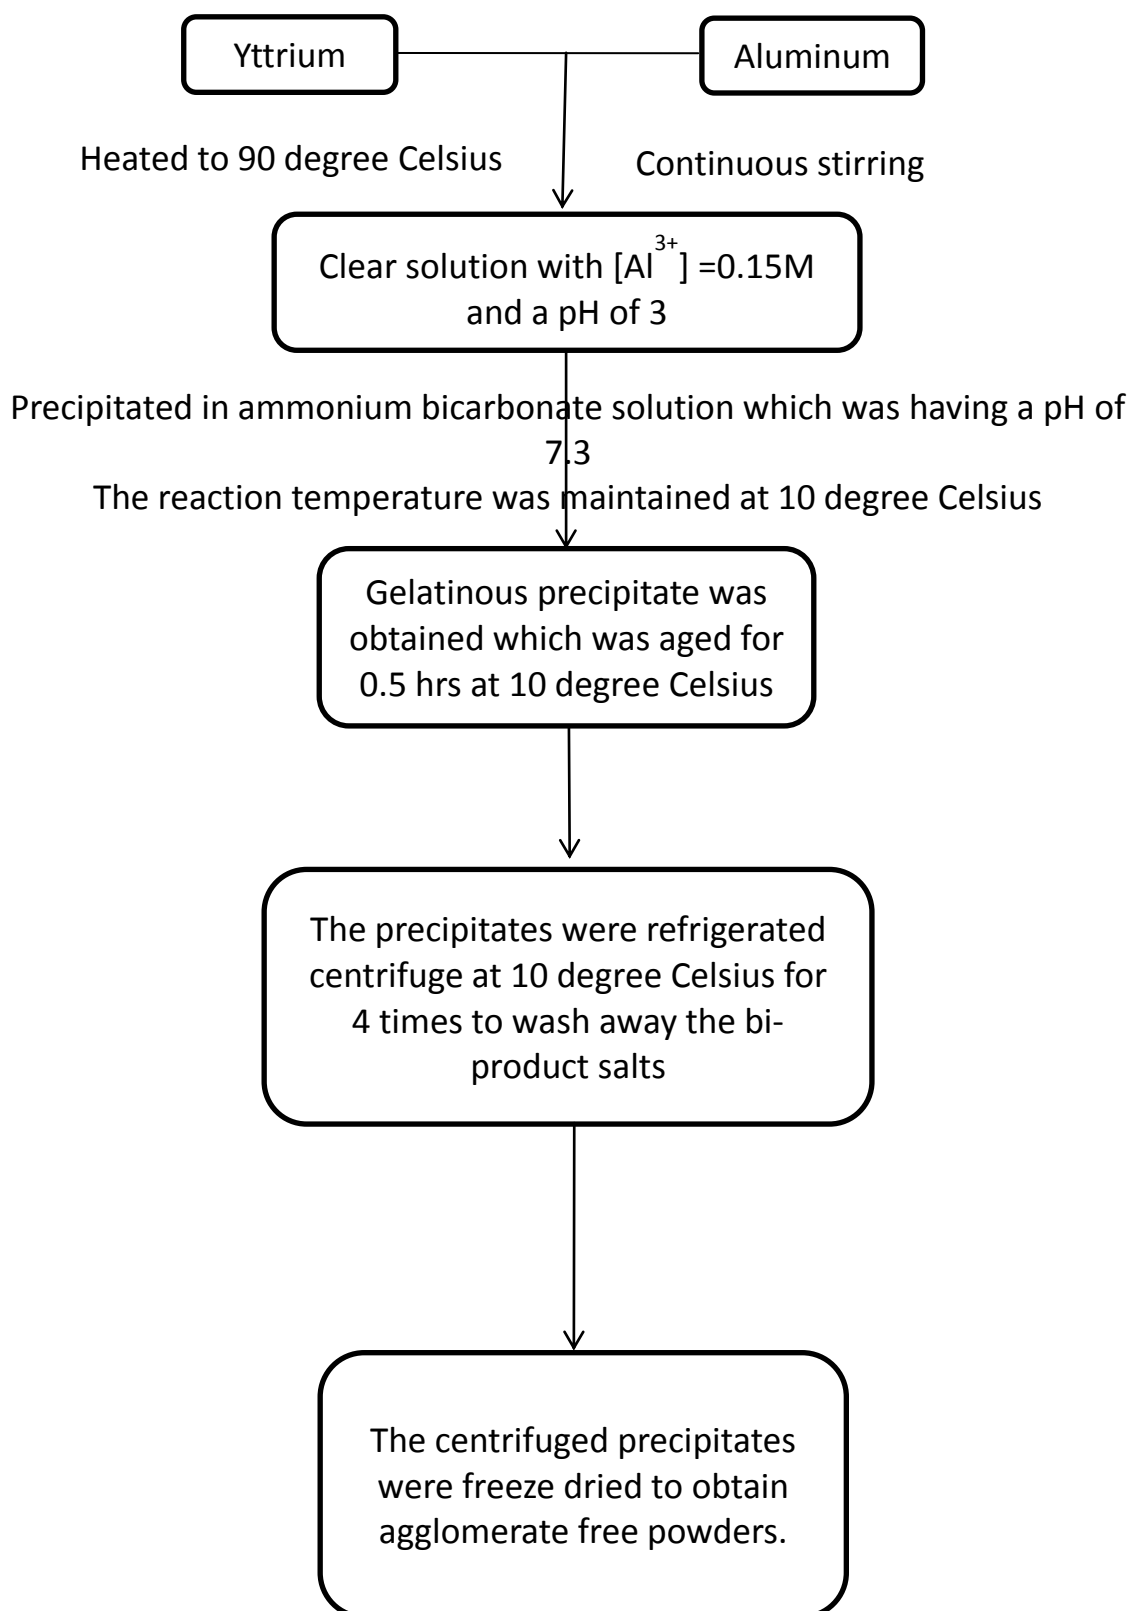 Yttrium
Aluminum
Heated to 90 degree Celsius
Continuous stirring
Clear solution with [Al³⁺] =0.15M
and a pH of 3
Precipitated in ammonium bicarbonate solution which was having a pH of
7.3
The reaction temperature was maintained at 10 degree Celsius
Gelatinous precipitate was
obtained which was aged for
0.5 hrs at 10 degree Celsius
The precipitates were refrigerated
centrifuge at 10 degree Celsius for
4 times to wash away the bi-
product salts
The centrifuged precipitates
were freeze dried to obtain
agglomerate free powders.